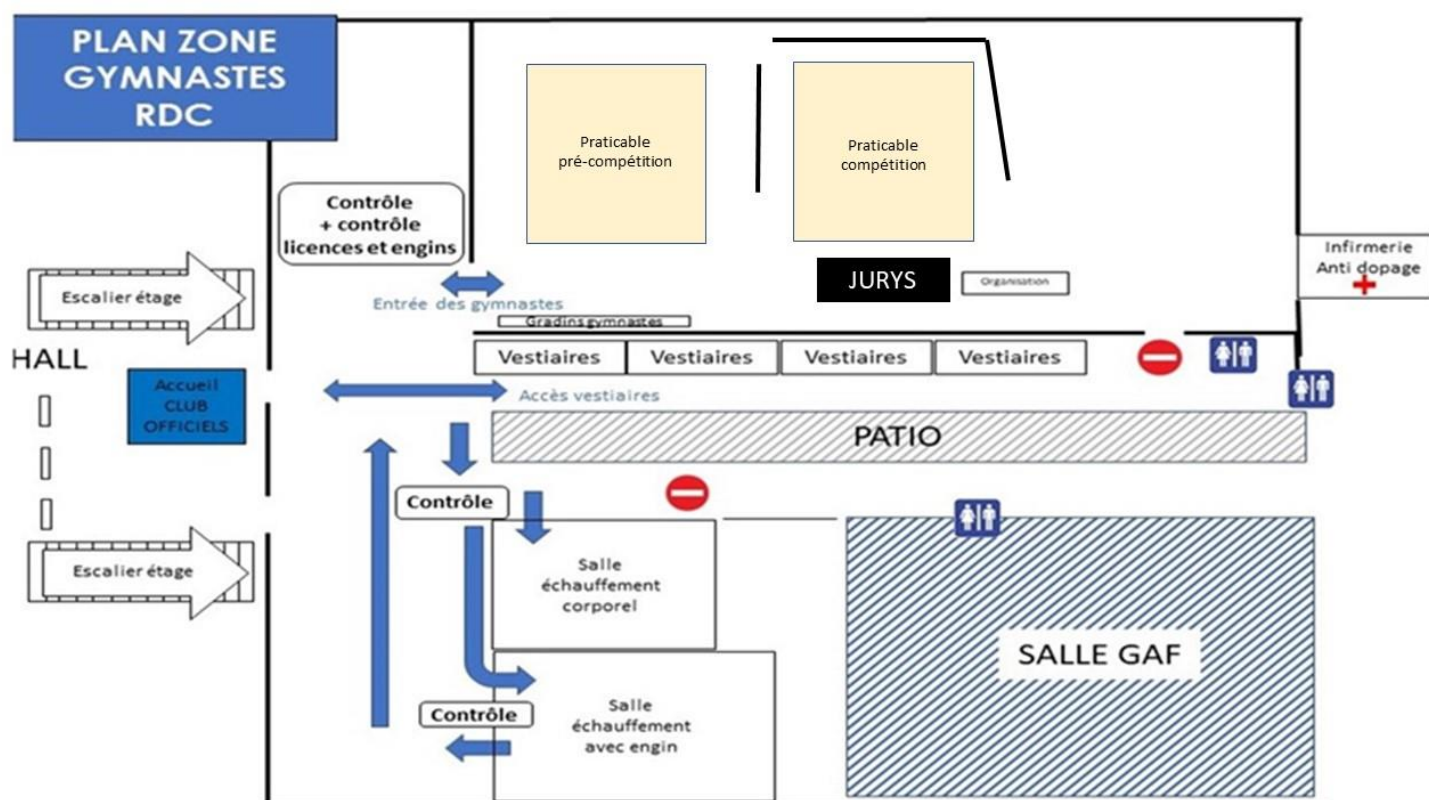 PLAN ZONE
GYMNASTES
RDC
Praticable
pré-compétition
Praticable
compétition
Contrôle
+ contrôle
licences et engins
Infirmerie
Anti dopage
Escalier étage
JURYS
Organisation
Entrée des gymnastes
Gradins gymnastes
HALL
Vestiaires
Vestiaires
Vestiaires
Vestiaires
Accueil
CLUB
OFFICIELS
Accès vestiaires
PATIO
Contrôle
Escalier étage
Salle
échauffement
corporel
SALLE GAF
Contrôle
Salle
échauffement
avec engin